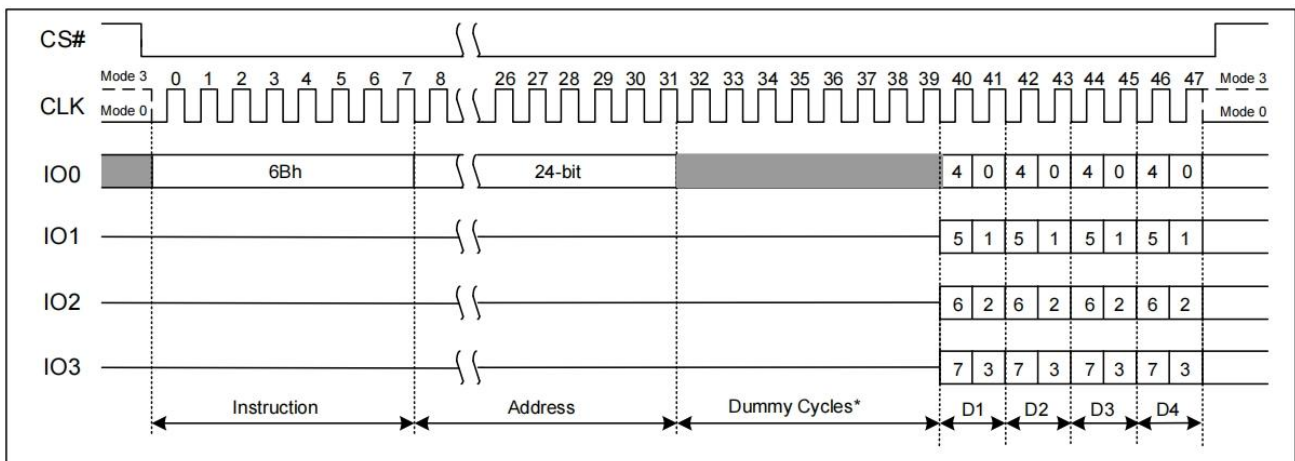 CS#
Mode 3 0 1 2 3 4 5 6 7 8 26 27 28 29 30 31 32 33 34 35 36 37 38 39 40 41 42 43 44 45 46 47 Mode 3
CLK
Mode 0 Mode 0
IO0 6Bh 24-bit 4 0 4 0 4 0 4 0
IO1 5 1 5 1 5 1 5 1
IO2 6 2 6 2 6 2 6 2
IO3 7 3 7 3 7 3 7 3
Instruction Address Dummy Cycles* D1 D2 D3 D4